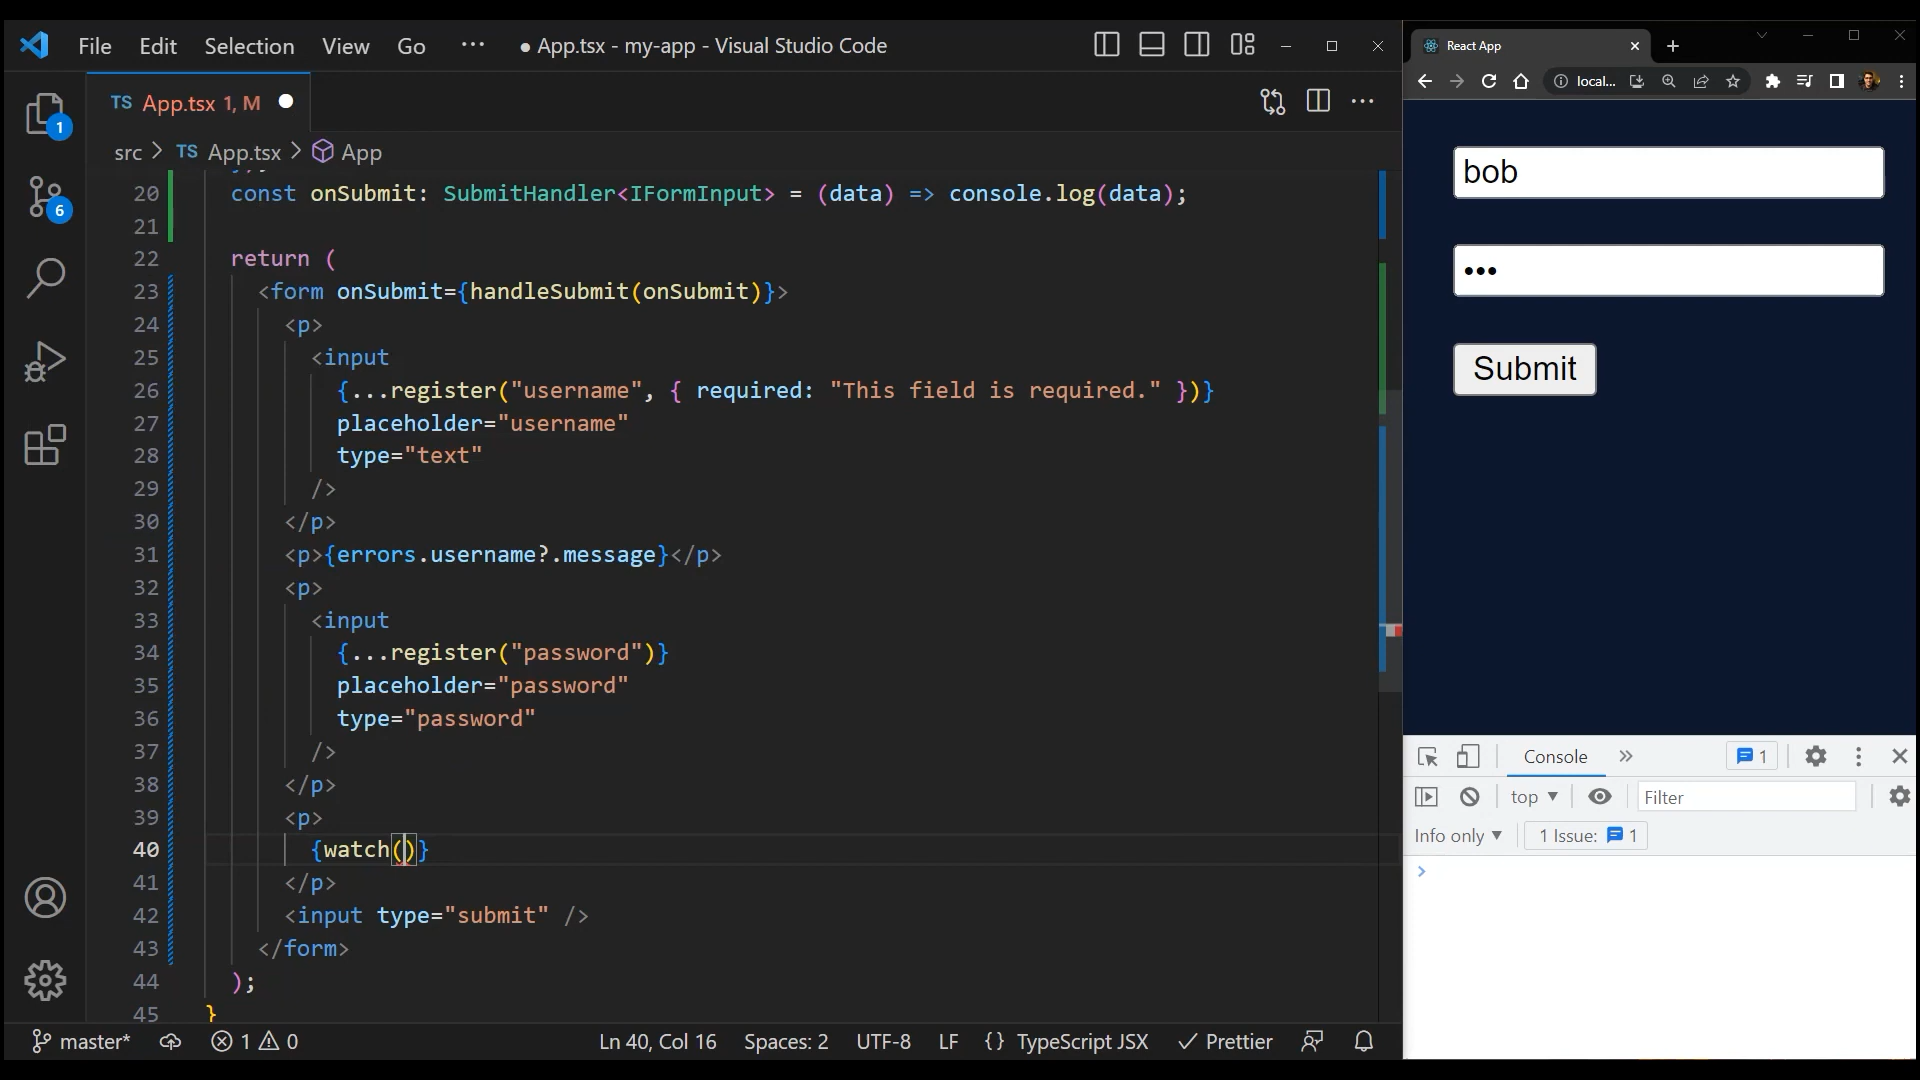 File Edit Selection View Go ··· ● App.tsx - my-app - Visual Studio Code
TS App.tsx 1, M
src > TS App.tsx > App
20 const onSubmit: SubmitHandler<IFormInput> = (data) => console.log(data);
21
22 return (
23 <form onSubmit={handleSubmit(onSubmit)}>
24 <p>
25 <input
26 {...register("username", { required: "This field is required." })}
27 placeholder="username"
28 type="text"
29 />
30 </p>
31 <p>{errors.username?.message}</p>
32 <p>
33 <input
34 {...register("password")}
35 placeholder="password"
36 type="password"
37 />
38 </p>
39 <p>
40 {watch()}
41 </p>
42 <input type="submit" />
43 </form>
44 );
45 }
1
6
master* 1 0 Ln 40, Col 16 Spaces: 2 UTF-8 LF {} TypeScript JSX Prettier
React App
local...
bob
•••
Submit
Console » 1
top ▼ Filter
Info only ▼ 1 Issue: 1
>